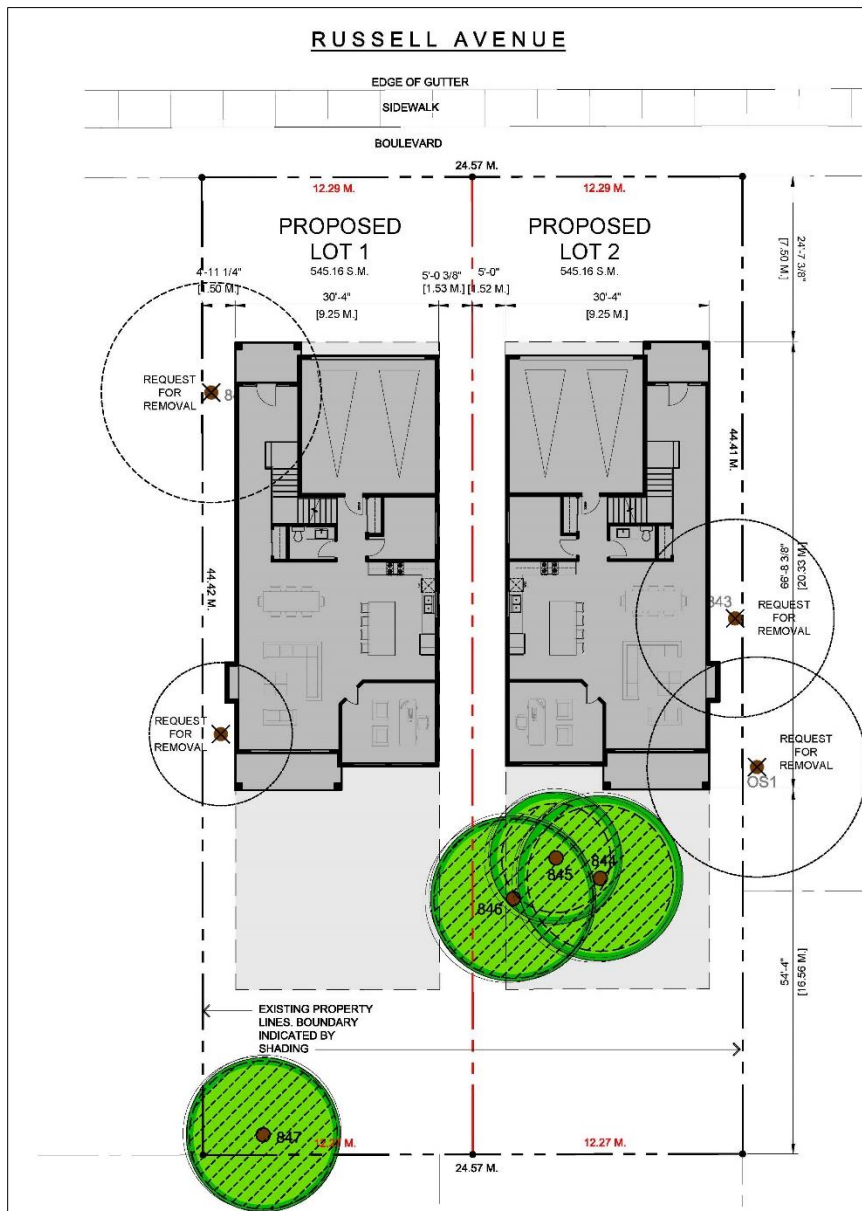 RUSSELL AVENUE
EDGE OF GUTTER
SIDEWALK
BOULEVARD
24.57 M.
12.29 M.
12.29 M.
PROPOSED
LOT 1
545.16 S.M.
PROPOSED
LOT 2
545.16 S.M.
24'-7 3/8"
[7.50 M.]
4'-11 1/4"
[1.50 M.]
30'-4"
[9.25 M.]
5'-0 3/8"
[1.53 M.]
5'-0"
[1.52 M.]
30'-4"
[9.25 M.]
REQUEST
FOR
REMOVAL
44.41 M.
44.42 M.
66'-8 3/8"
[20.33 M.]
843
REQUEST
FOR
REMOVAL
REQUEST
FOR
REMOVAL
REQUEST
FOR
REMOVAL
OS1
845
844
846
54'-4"
[16.56 M.]
EXISTING PROPERTY
LINES. BOUNDARY
INDICATED BY
SHADING
847
12.27 M.
24.57 M.